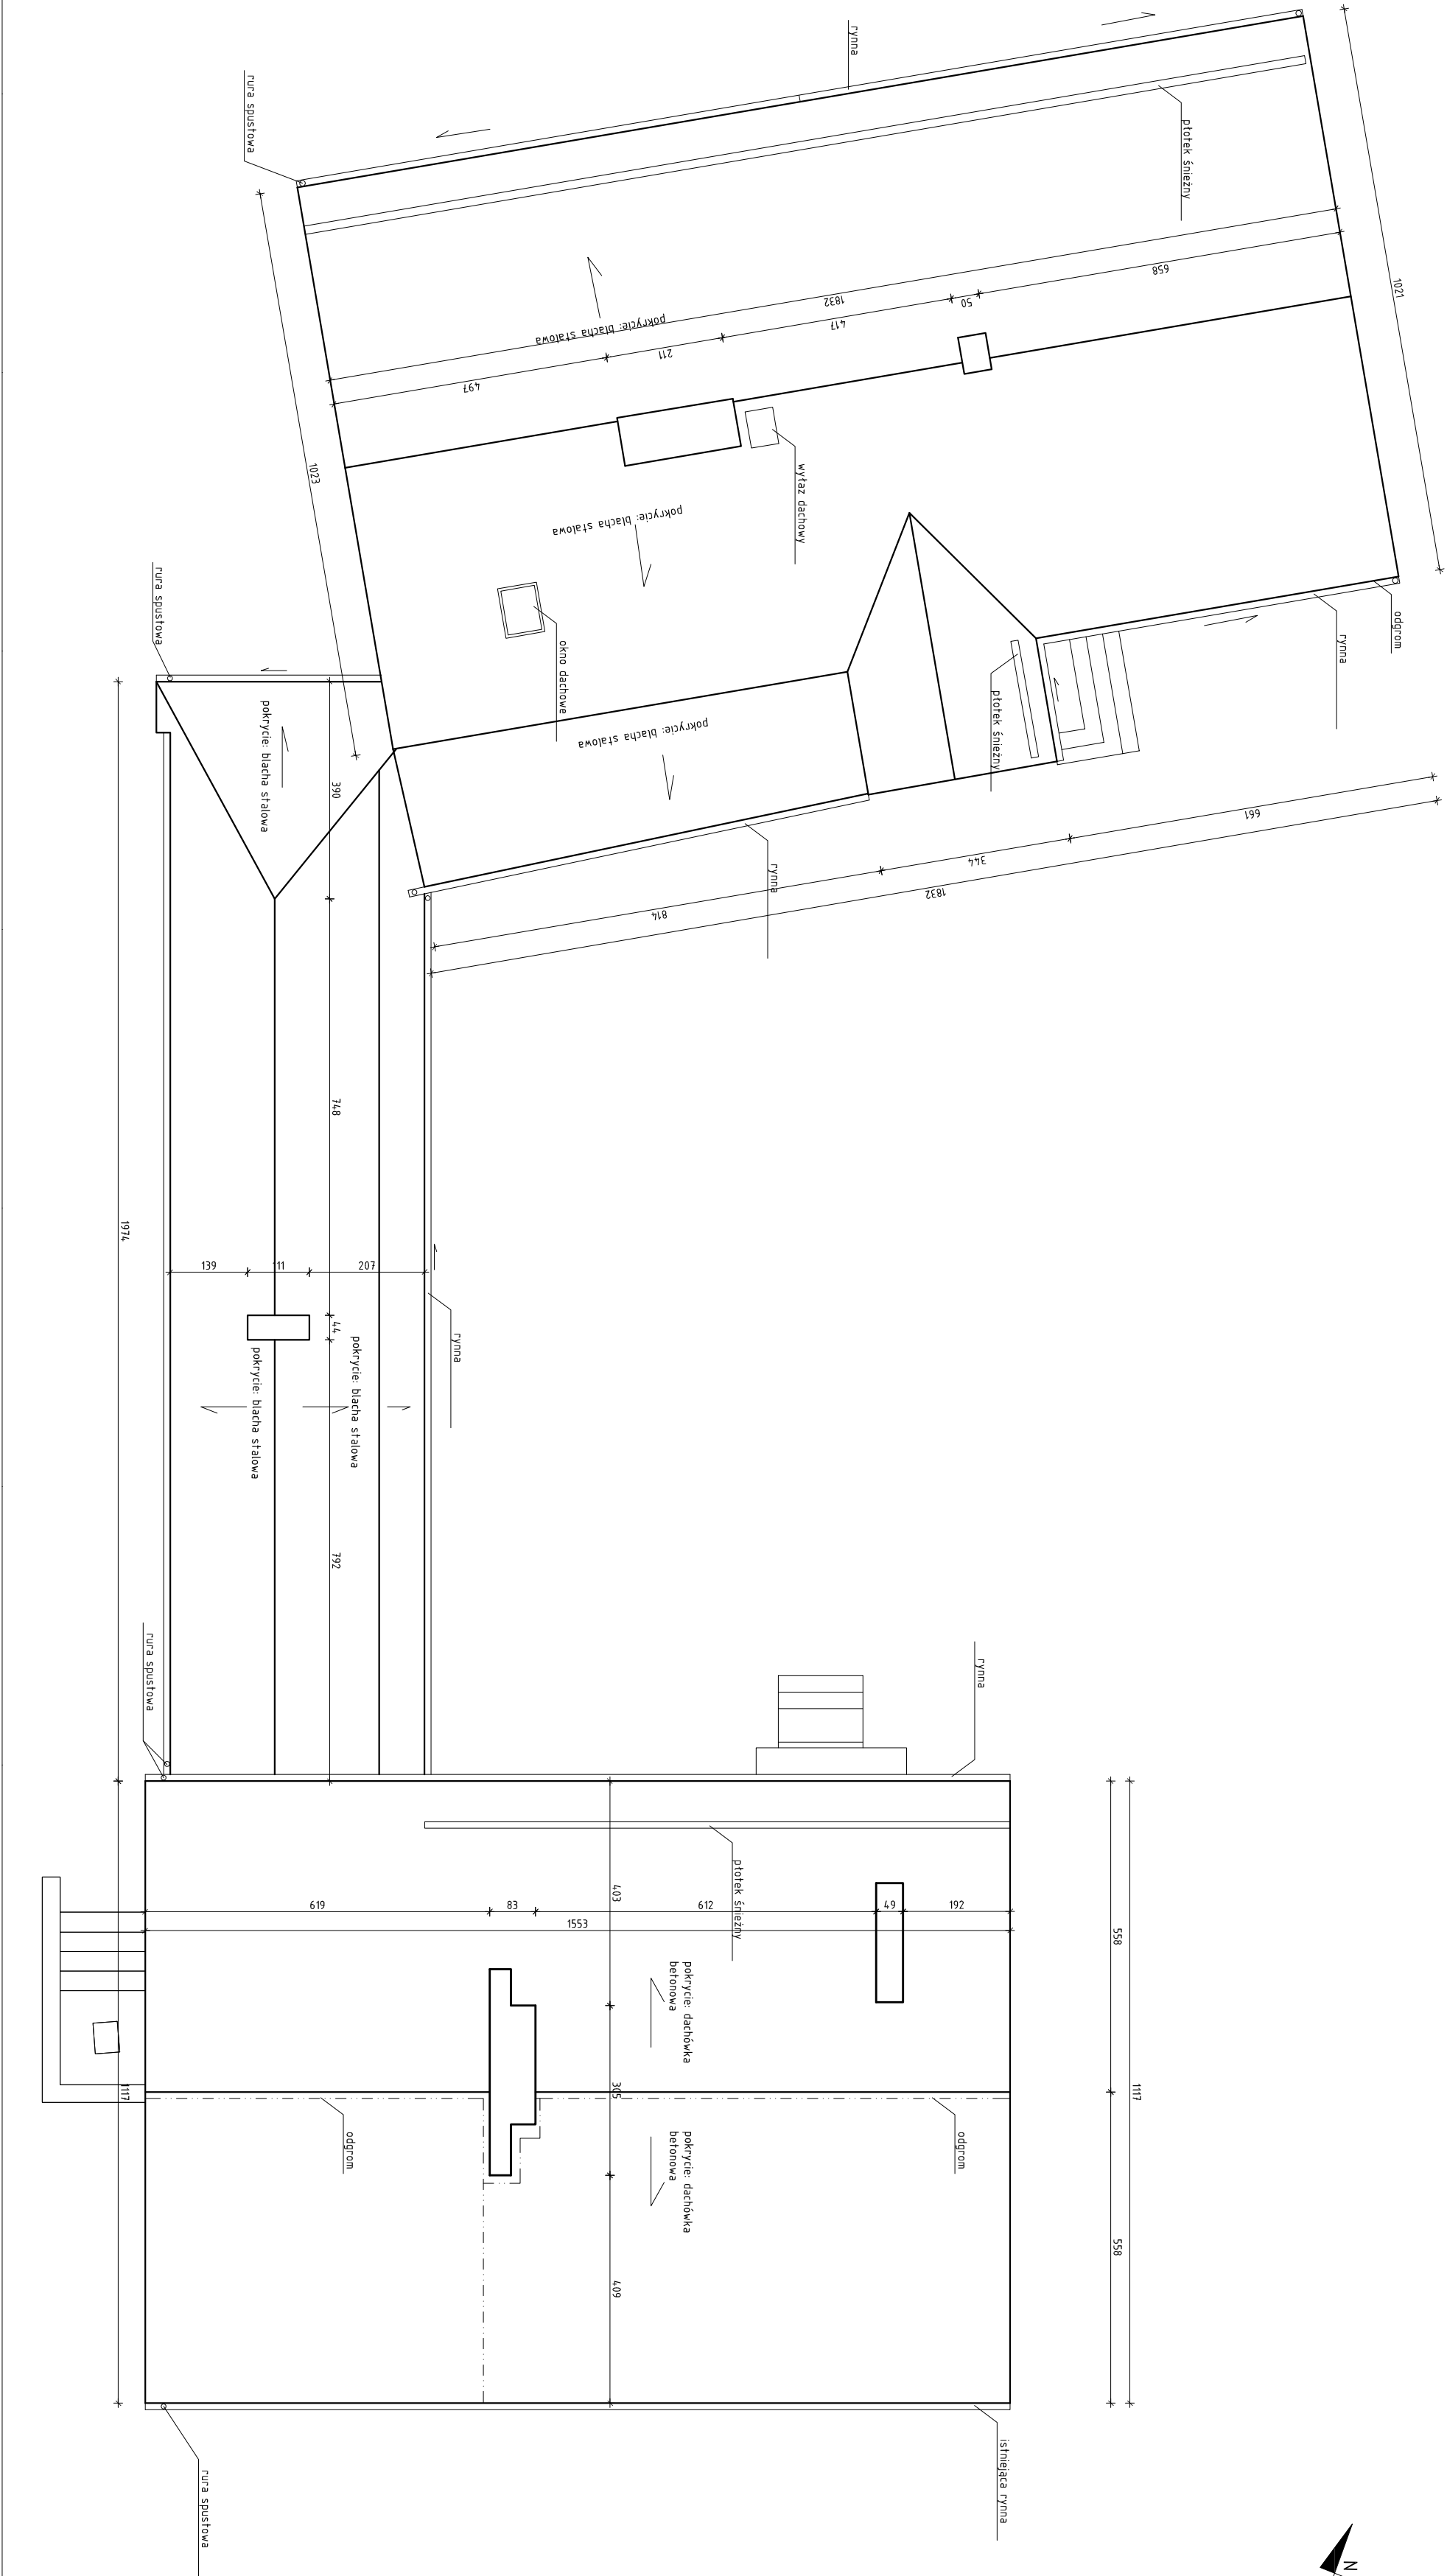 rynna
rura spustowa
płotek śnieżny
1021
1832
658
50
417
211
497
pokrycie: blacha stalowa
1023
wyłaz dachowy
pokrycie: blacha stalowa
okno dachowe
odgrom
rynna
płotek śnieżny
pokrycie: blacha stalowa
rura spustowa
pokrycie: blacha stalowa
390
rynna
661
344
814
1832
748
1974
139
11
207
44
rynna
pokrycie: blacha stalowa
pokrycie: blacha stalowa
792
rura spustowa
rynna
płotek śnieżny
403
619
83
612
49
192
1553
558
1117
pokrycie: dachówka
betonowa
305
1117
odgrom
pokrycie: dachówka
betonowa
odgrom
558
409
istniejąca rynna
rura spustowa
N